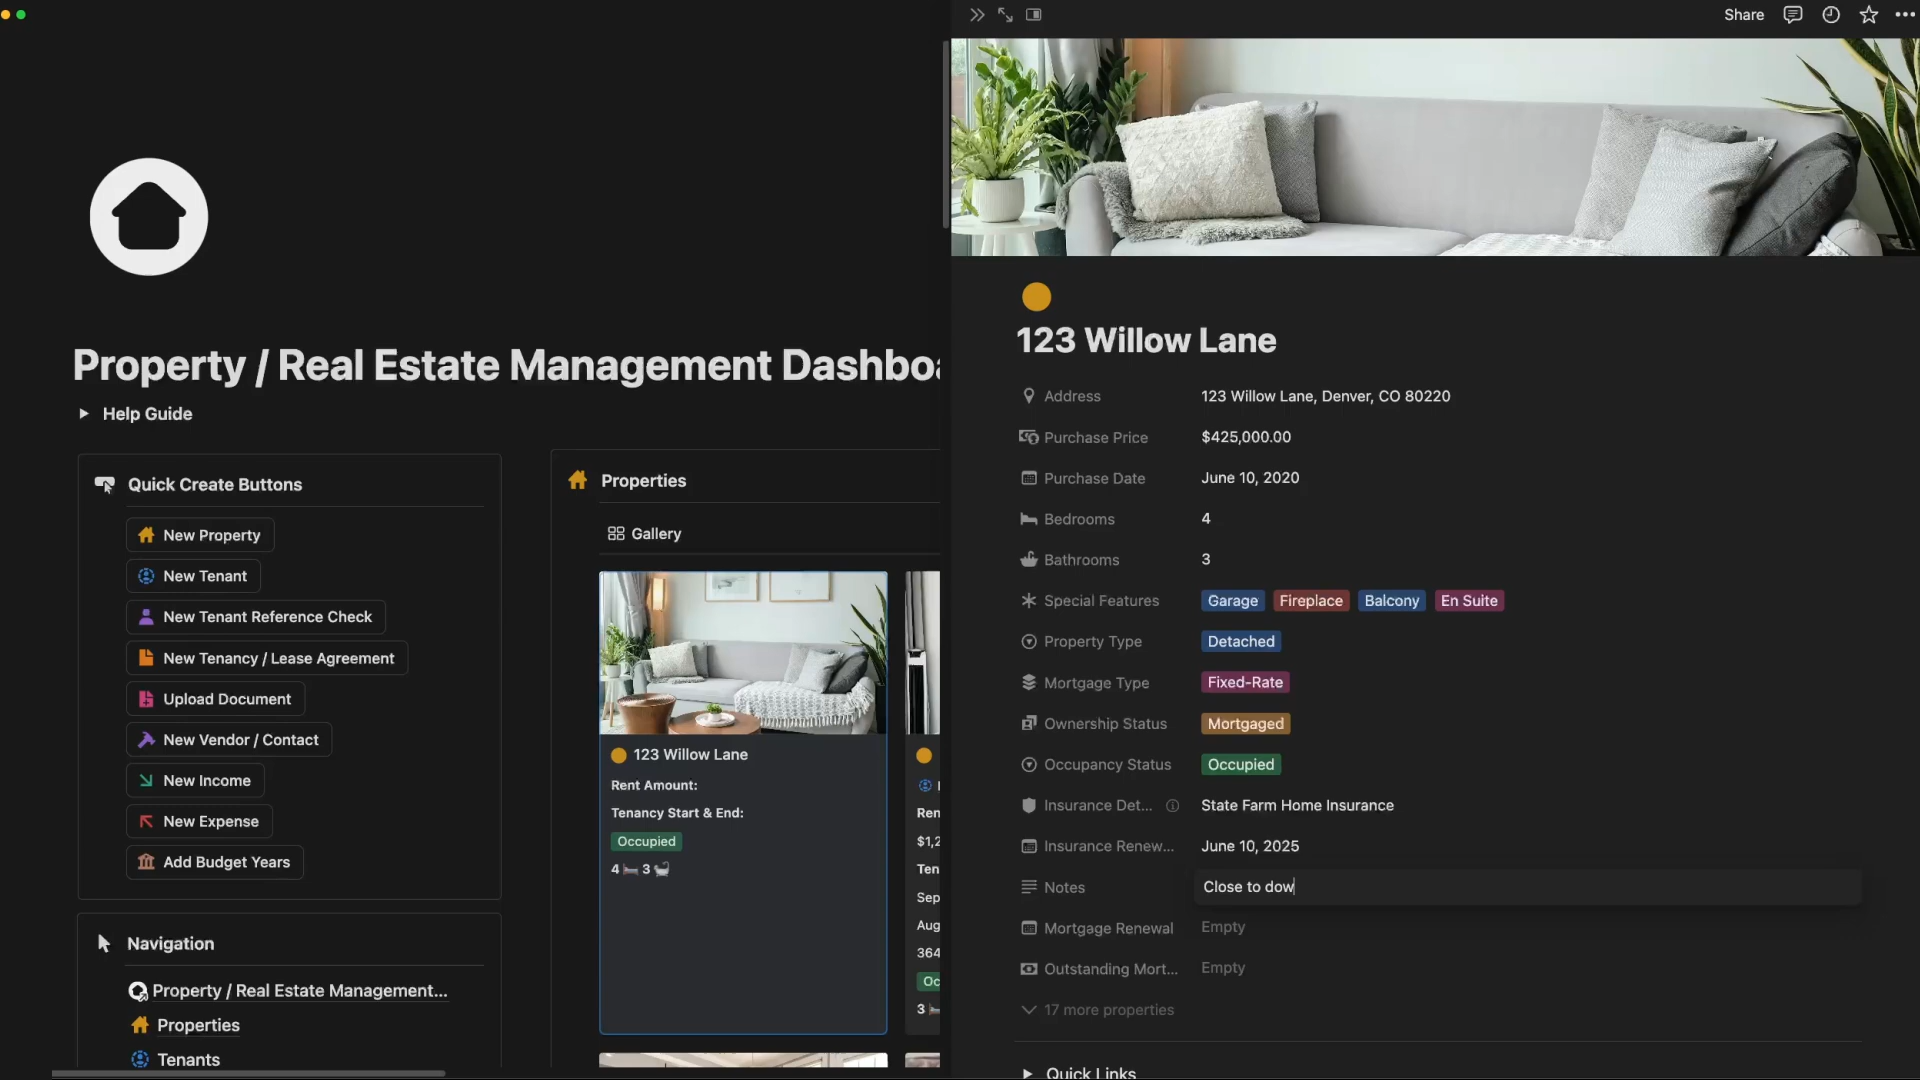 Share
Property / Real Estate Management Dashboa
Help Guide
Quick Create Buttons
New Property
New Tenant
New Tenant Reference Check
New Tenancy / Lease Agreement
Upload Document
New Vendor / Contact
New Income
New Expense
Add Budget Years
Navigation
Property / Real Estate Management...
Properties
Tenants
Properties
Gallery
123 Willow Lane
Rent Amount:
Tenancy Start & End:
Occupied
4 3
Ren
$1,2
Ten
Sep
Aug
364
Oc
3
123 Willow Lane
Address 123 Willow Lane, Denver, CO 80220
Purchase Price $425,000.00
Purchase Date June 10, 2020
Bedrooms 4
Bathrooms 3
Special Features Garage Fireplace Balcony En Suite
Property Type Detached
Mortgage Type Fixed-Rate
Ownership Status Mortgaged
Occupancy Status Occupied
Insurance Det... State Farm Home Insurance
Insurance Renew... June 10, 2025
Notes Close to dow
Mortgage Renewal Empty
Outstanding Mort... Empty
17 more properties
Quick Links